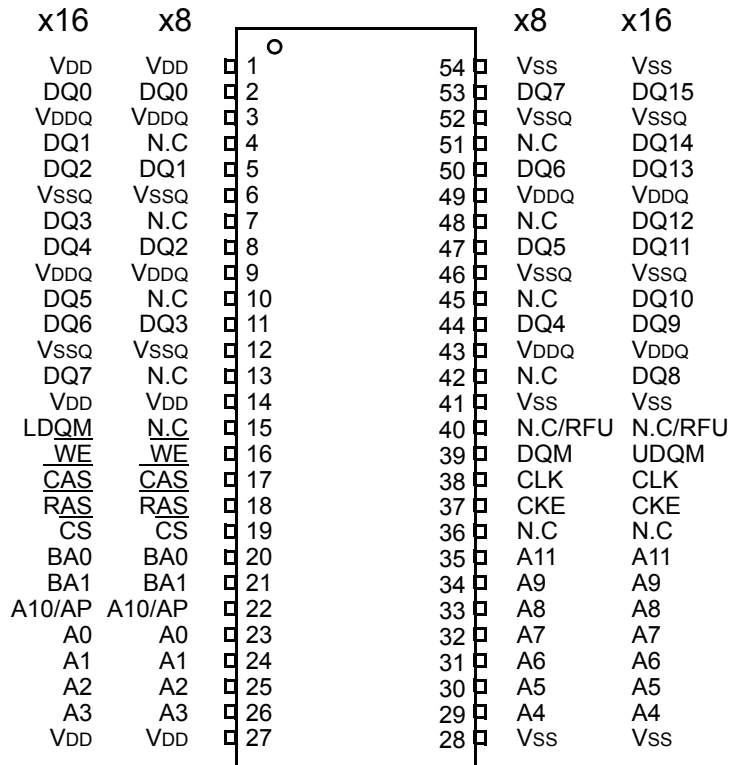 x16 x8 x8 x16
VDD VDD 1 54 VSS VSS
DQ0 DQ0 2 53 DQ7 DQ15
VDDQ VDDQ 3 52 VSSQ VSSQ
DQ1 N.C 4 51 N.C DQ14
DQ2 DQ1 5 50 DQ6 DQ13
VSSQ VSSQ 6 49 VDDQ VDDQ
DQ3 N.C 7 48 N.C DQ12
DQ4 DQ2 8 47 DQ5 DQ11
VDDQ VDDQ 9 46 VSSQ VSSQ
DQ5 N.C 10 45 N.C DQ10
DQ6 DQ3 11 44 DQ4 DQ9
VSSQ VSSQ 12 43 VDDQ VDDQ
DQ7 N.C 13 42 N.C DQ8
VDD VDD 14 41 VSS VSS
LDQM N.C 15 40 N.C/RFU N.C/RFU
WE WE 16 39 DQM UDQM
CAS CAS 17 38 CLK CLK
RAS RAS 18 37 CKE CKE
CS CS 19 36 N.C N.C
BA0 BA0 20 35 A11 A11
BA1 BA1 21 34 A9 A9
A10/AP A10/AP 22 33 A8 A8
A0 A0 23 32 A7 A7
A1 A1 24 31 A6 A6
A2 A2 25 30 A5 A5
A3 A3 26 29 A4 A4
VDD VDD 27 28 VSS VSS